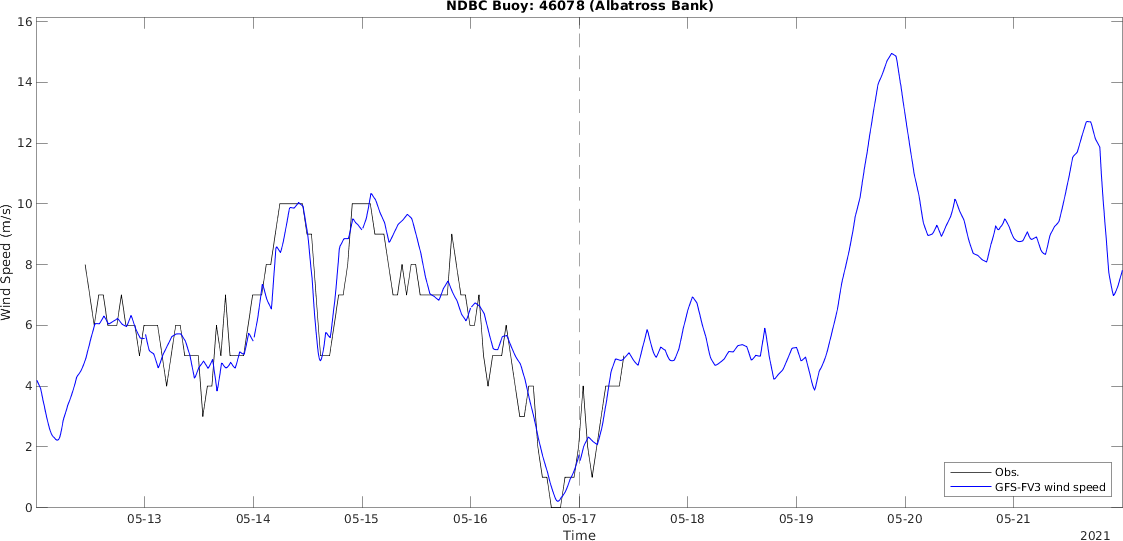 NDBC Buoy: 46078 (Albatross Bank)
16
14
12
10
8
6
4
2
0
Wind Speed (m/s)
Obs.
GFS-FV3 wind speed
05-13 05-14 05-15 05-16 05-17 05-18 05-19 05-20 05-21
Time
2021